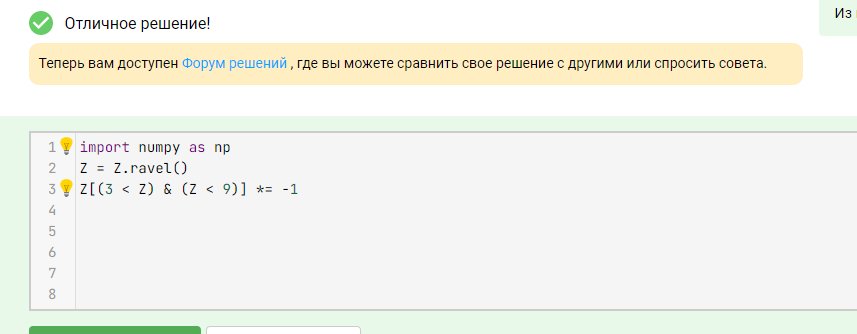 Отличное решение!
Из
Теперь вам доступен Форум решений , где вы можете сравнить свое решение с другими или спросить совета.
1 import numpy as np
2 Z = Z.ravel()
3 Z[(3 < Z) & (Z < 9)] *= -1
4
5
6
7
8